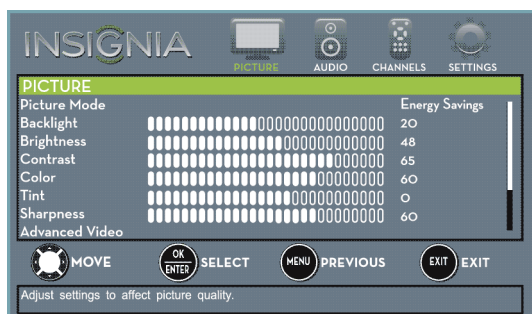 INSIGNIA
PICTURE AUDIO CHANNELS SETTINGS
PICTURE
Picture Mode Energy Savings
Backlight 20
Brightness 48
Contrast 65
Color 60
Tint 0
Sharpness 60
Advanced Video
MOVE OK ENTER SELECT MENU PREVIOUS EXIT EXIT
Adjust settings to affect picture quality.